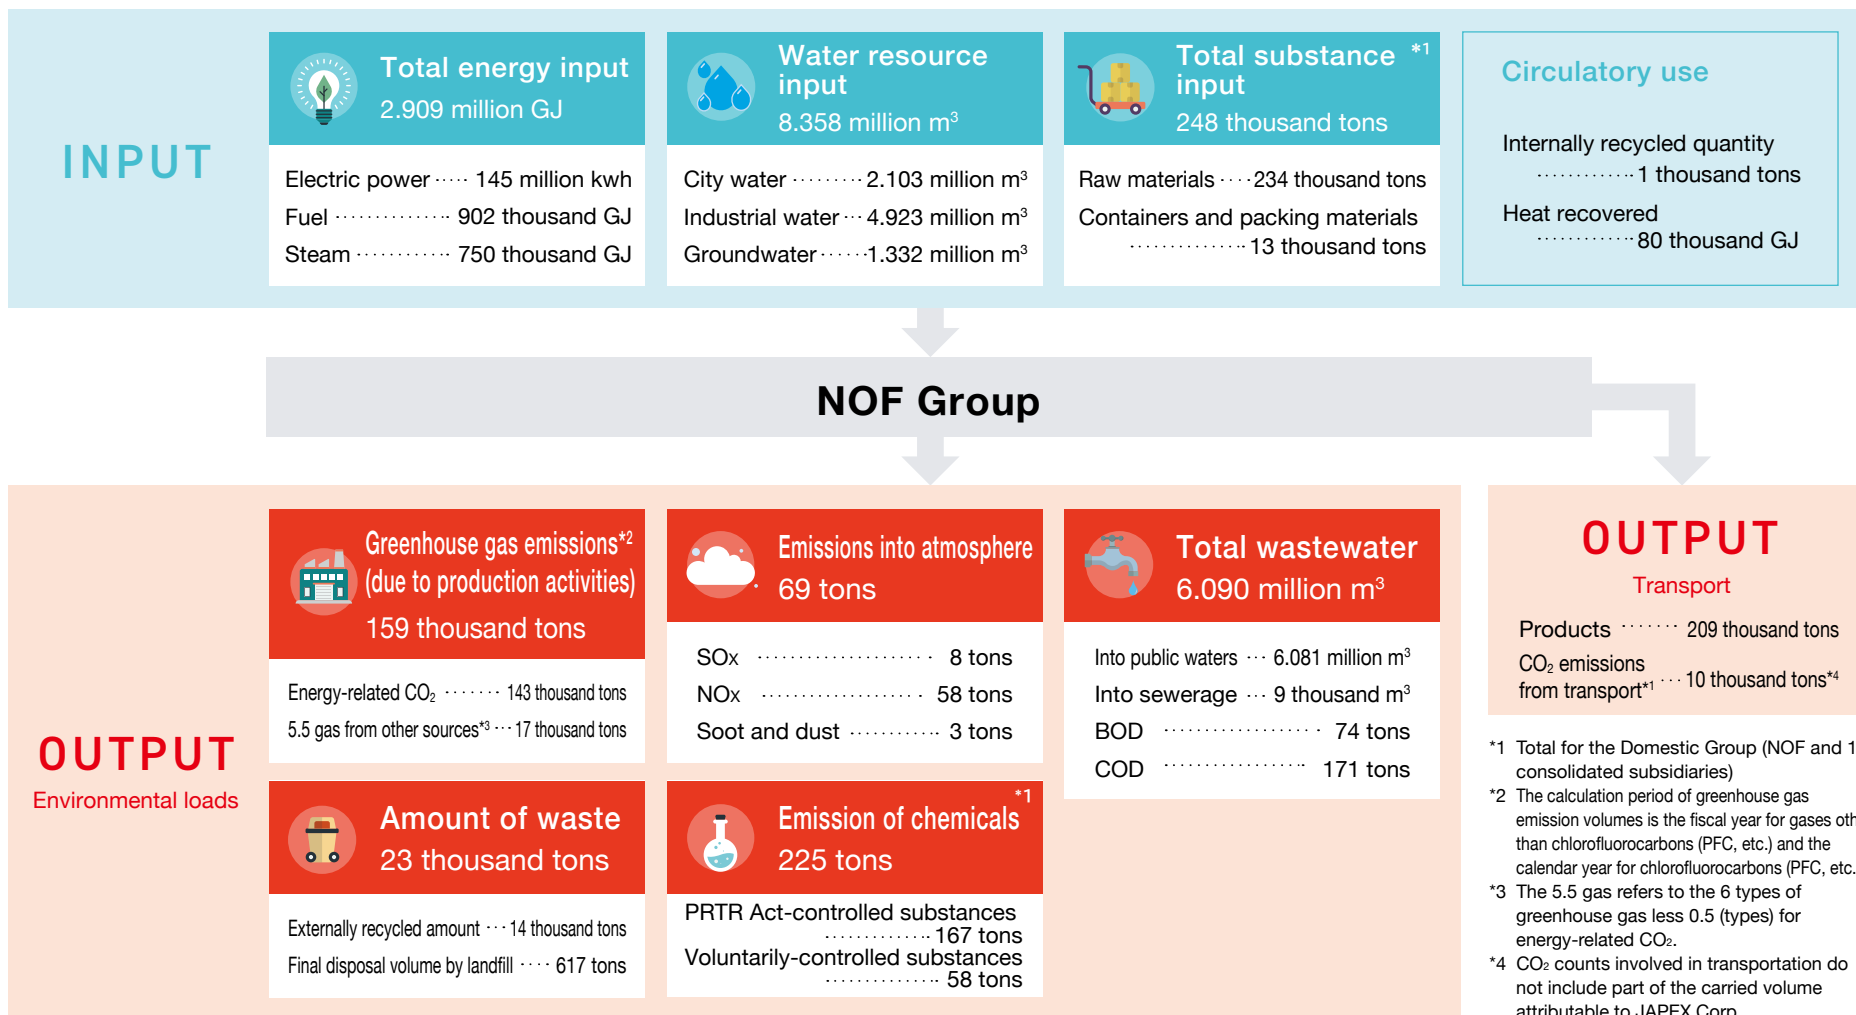 INPUT
Total energy input
2.909 million GJ
Electric power ····· 145 million kwh
Fuel ·············· 902 thousand GJ
Steam ··········· 750 thousand GJ
Water resource
input
8.358 million m³
City water ········ 2.103 million m³
Industrial water ··· 4.923 million m³
Groundwater ······ 1.332 million m³
Total substance *1
input
248 thousand tons
Raw materials ···· 234 thousand tons
Containers and packing materials
·············· 13 thousand tons
Circulatory use
Internally recycled quantity
············ 1 thousand tons
Heat recovered
············ 80 thousand GJ
NOF Group
OUTPUT
Environmental loads
Greenhouse gas emissions*2
(due to production activities)
159 thousand tons
Energy-related CO₂ ······· 143 thousand tons
5.5 gas from other sources*3 ··· 17 thousand tons
Emissions into atmosphere
69 tons
SOx ··················· 8 tons
NOx ·················· 58 tons
Soot and dust ··········· 3 tons
Total wastewater
6.090 million m³
Into public waters ··· 6.081 million m³
Into sewerage ··· 9 thousand m³
BOD ·················· 74 tons
COD ················ 171 tons
Amount of waste
23 thousand tons
Externally recycled amount ··· 14 thousand tons
Final disposal volume by landfill ···· 617 tons
Emission of chemicals *1
225 tons
PRTR Act-controlled substances
············· 167 tons
Voluntarily-controlled substances
·············· 58 tons
OUTPUT
Transport
Products ······· 209 thousand tons
CO₂ emissions
from transport*1 ··· 10 thousand tons*4
*1 Total for the Domestic Group (NOF and 1
consolidated subsidiaries)
*2 The calculation period of greenhouse gas
emission volumes is the fiscal year for gases oth
than chlorofluorocarbons (PFC, etc.) and the
calendar year for chlorofluorocarbons (PFC, etc.
*3 The 5.5 gas refers to the 6 types of
greenhouse gas less 0.5 (types) for
energy-related CO₂.
*4 CO₂ counts involved in transportation do
not include part of the carried volume
attributable to JAPEX Corp